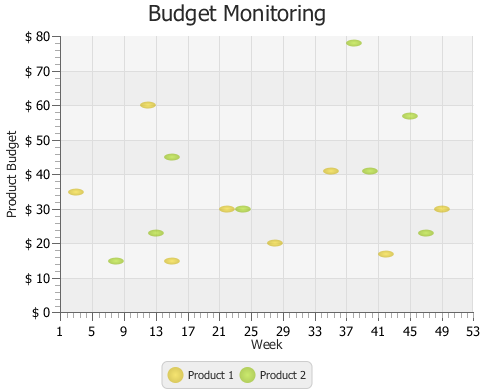 Budget Monitoring
$ 80
$ 70
$ 60
$ 50
$ 40
$ 30
$ 20
$ 10
$ 0
Product Budget
1 5 9 13 17 21 25 29 33 37 41 45 49 53
Week
Product 1 Product 2